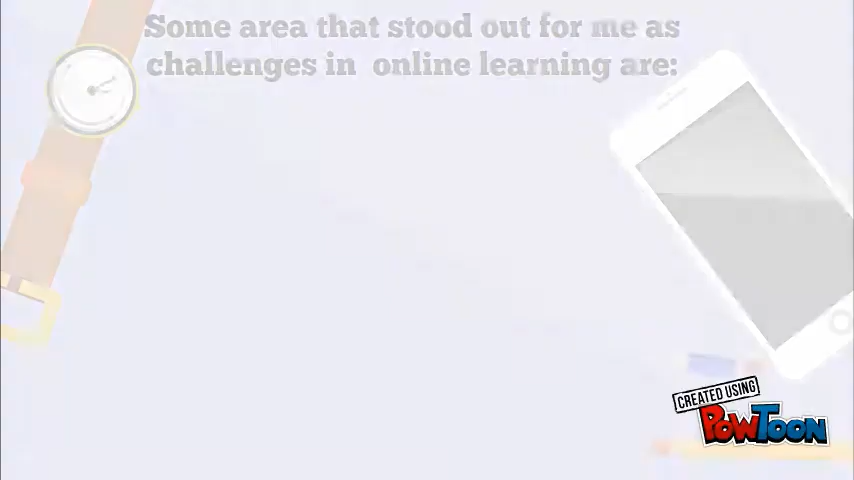 Some area that stood out for me as
challenges in online learning are:
CREATED USING
POWTOON